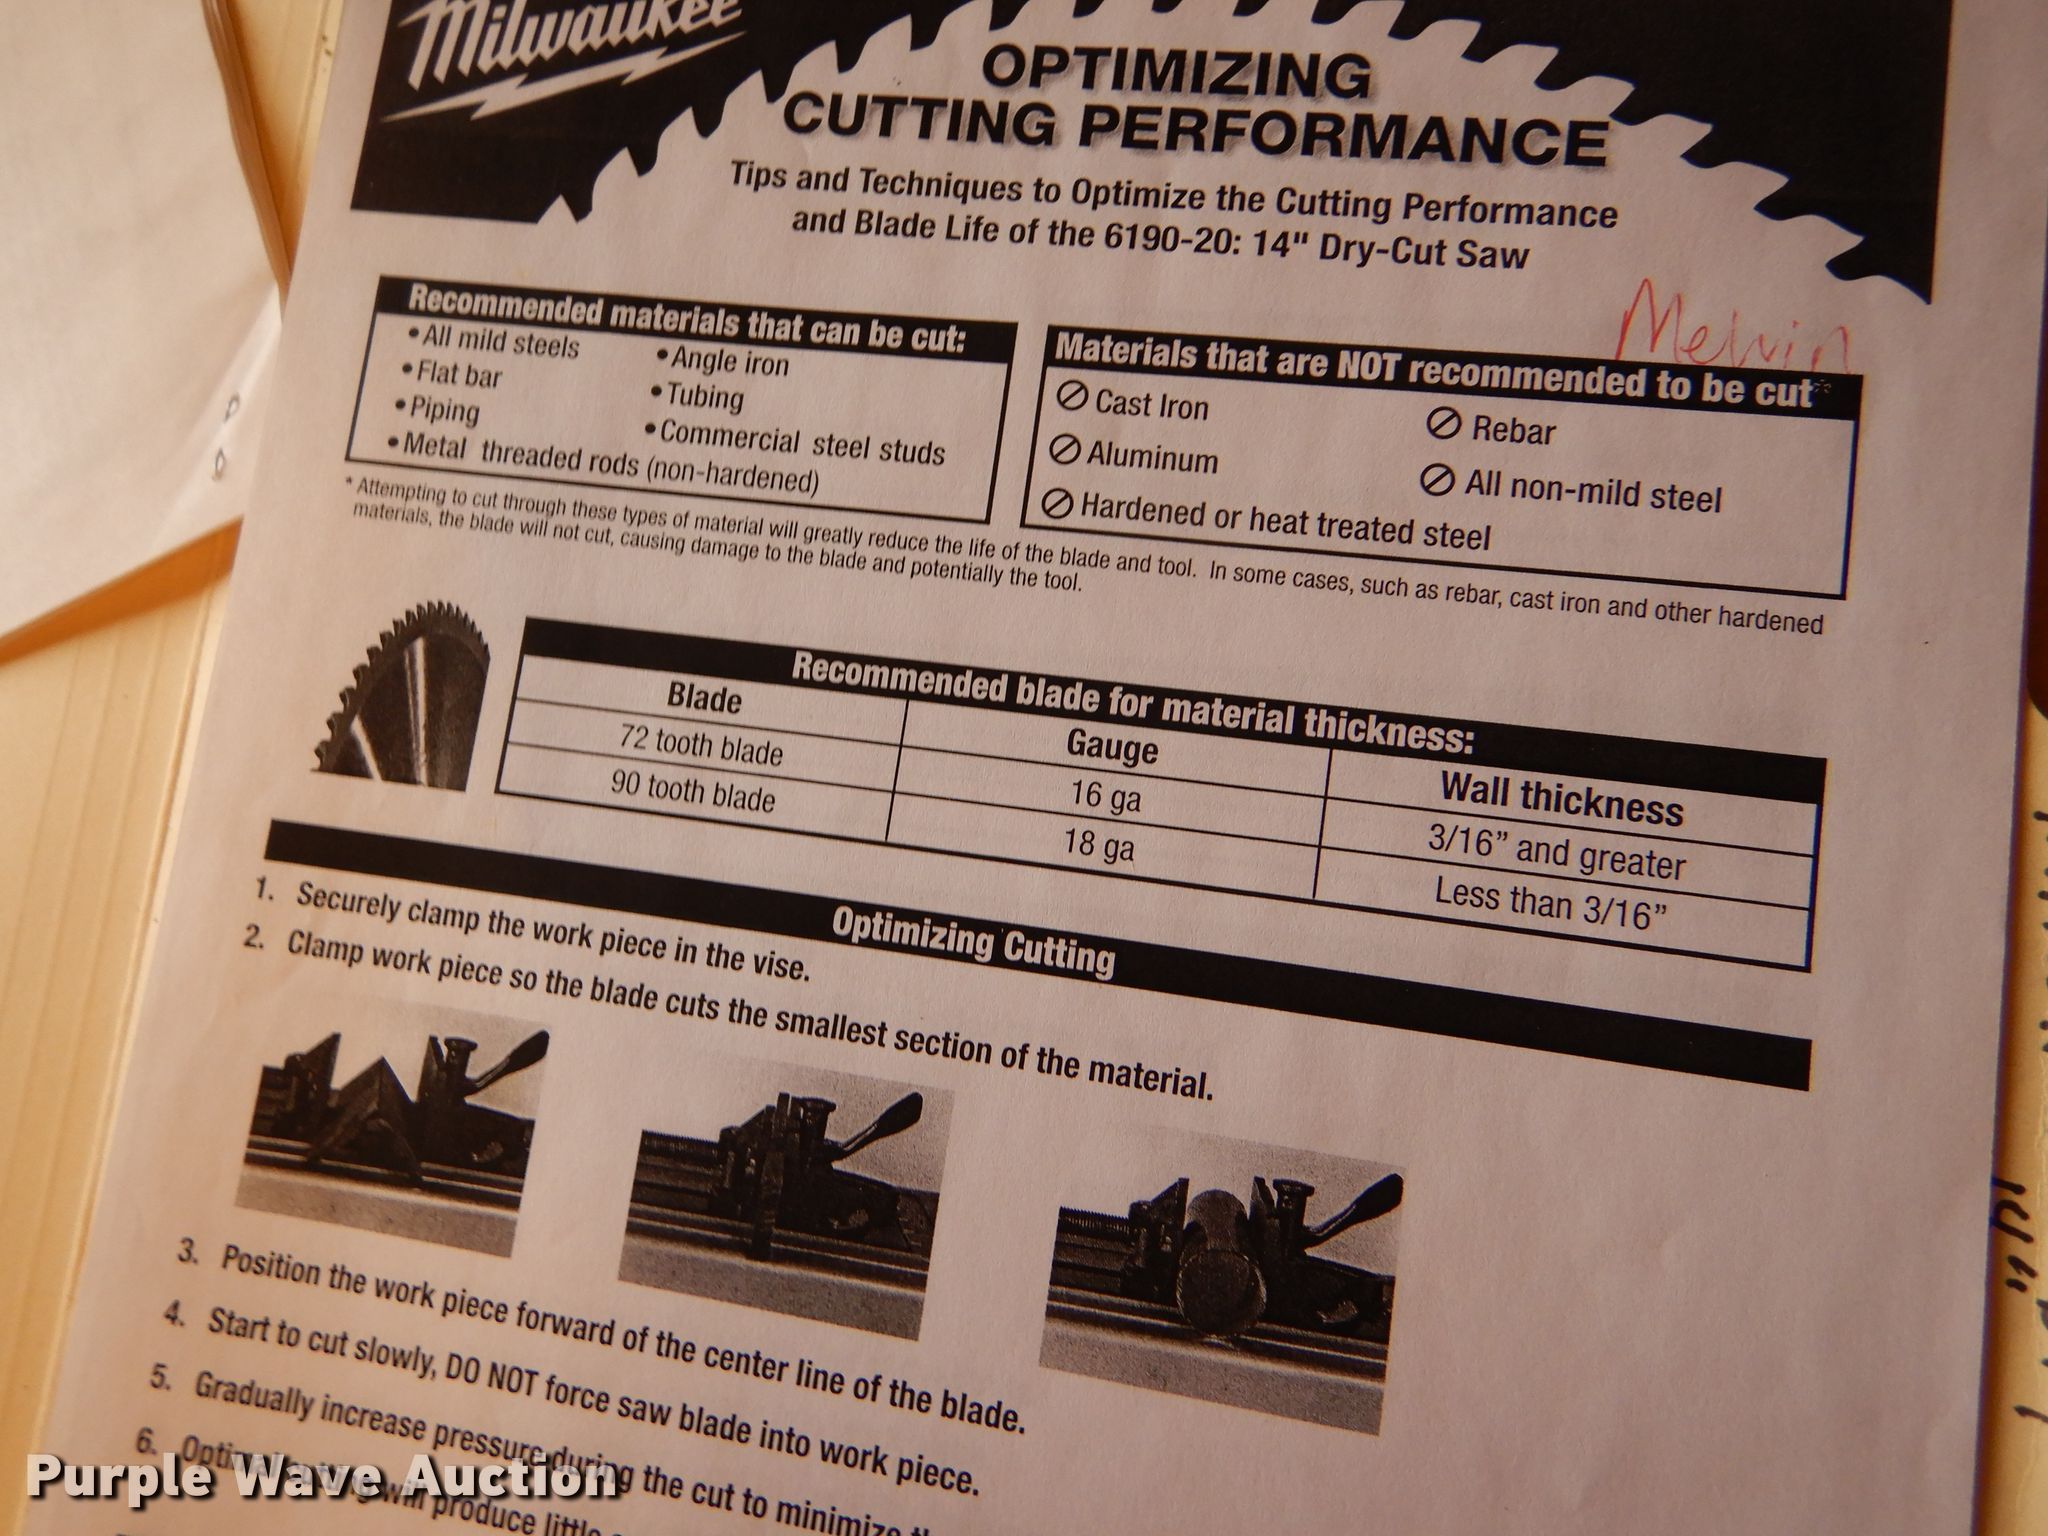 Milwaukee
OPTIMIZING
CUTTING PERFORMANCE
Tips and Techniques to Optimize the Cutting Performance
and Blade Life of the 6190-20: 14" Dry-Cut Saw
Melvin
Recommended materials that can be cut:
• All mild steels
• Flat bar
• Piping
• Metal threaded rods (non-hardened)
• Angle iron
• Tubing
• Commercial steel studs
Materials that are NOT recommended to be cut*
Cast Iron
Aluminum
Hardened or heat treated steel
Rebar
All non-mild steel
* Attempting to cut through these types of material will greatly reduce the life of the blade and tool. In some cases, such as rebar, cast iron and other hardened
materials, the blade will not cut, causing damage to the blade and potentially the tool.
Recommended blade for material thickness:
Blade Gauge Wall thickness
72 tooth blade 16 ga 3/16” and greater
90 tooth blade 18 ga Less than 3/16”
Optimizing Cutting
1. Securely clamp the work piece in the vise.
2. Clamp work piece so the blade cuts the smallest section of the material.
3. Position the work piece forward of the center line of the blade.
4. Start to cut slowly, DO NOT force saw blade into work piece.
5. Gradually increase pressure during the cut to minimize
6. Optimal cutting will produce little
Purple Wave Auction